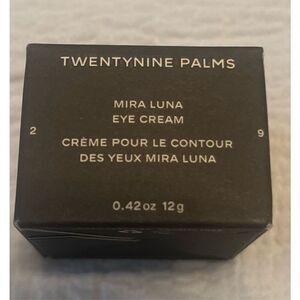 TWENTYNINE PALMS
MIRA LUNA
EYE CREAM
2
9
CRÈME POUR LE CONTOUR
DES YEUX MIRA LUNA
0.42 oz 12 g